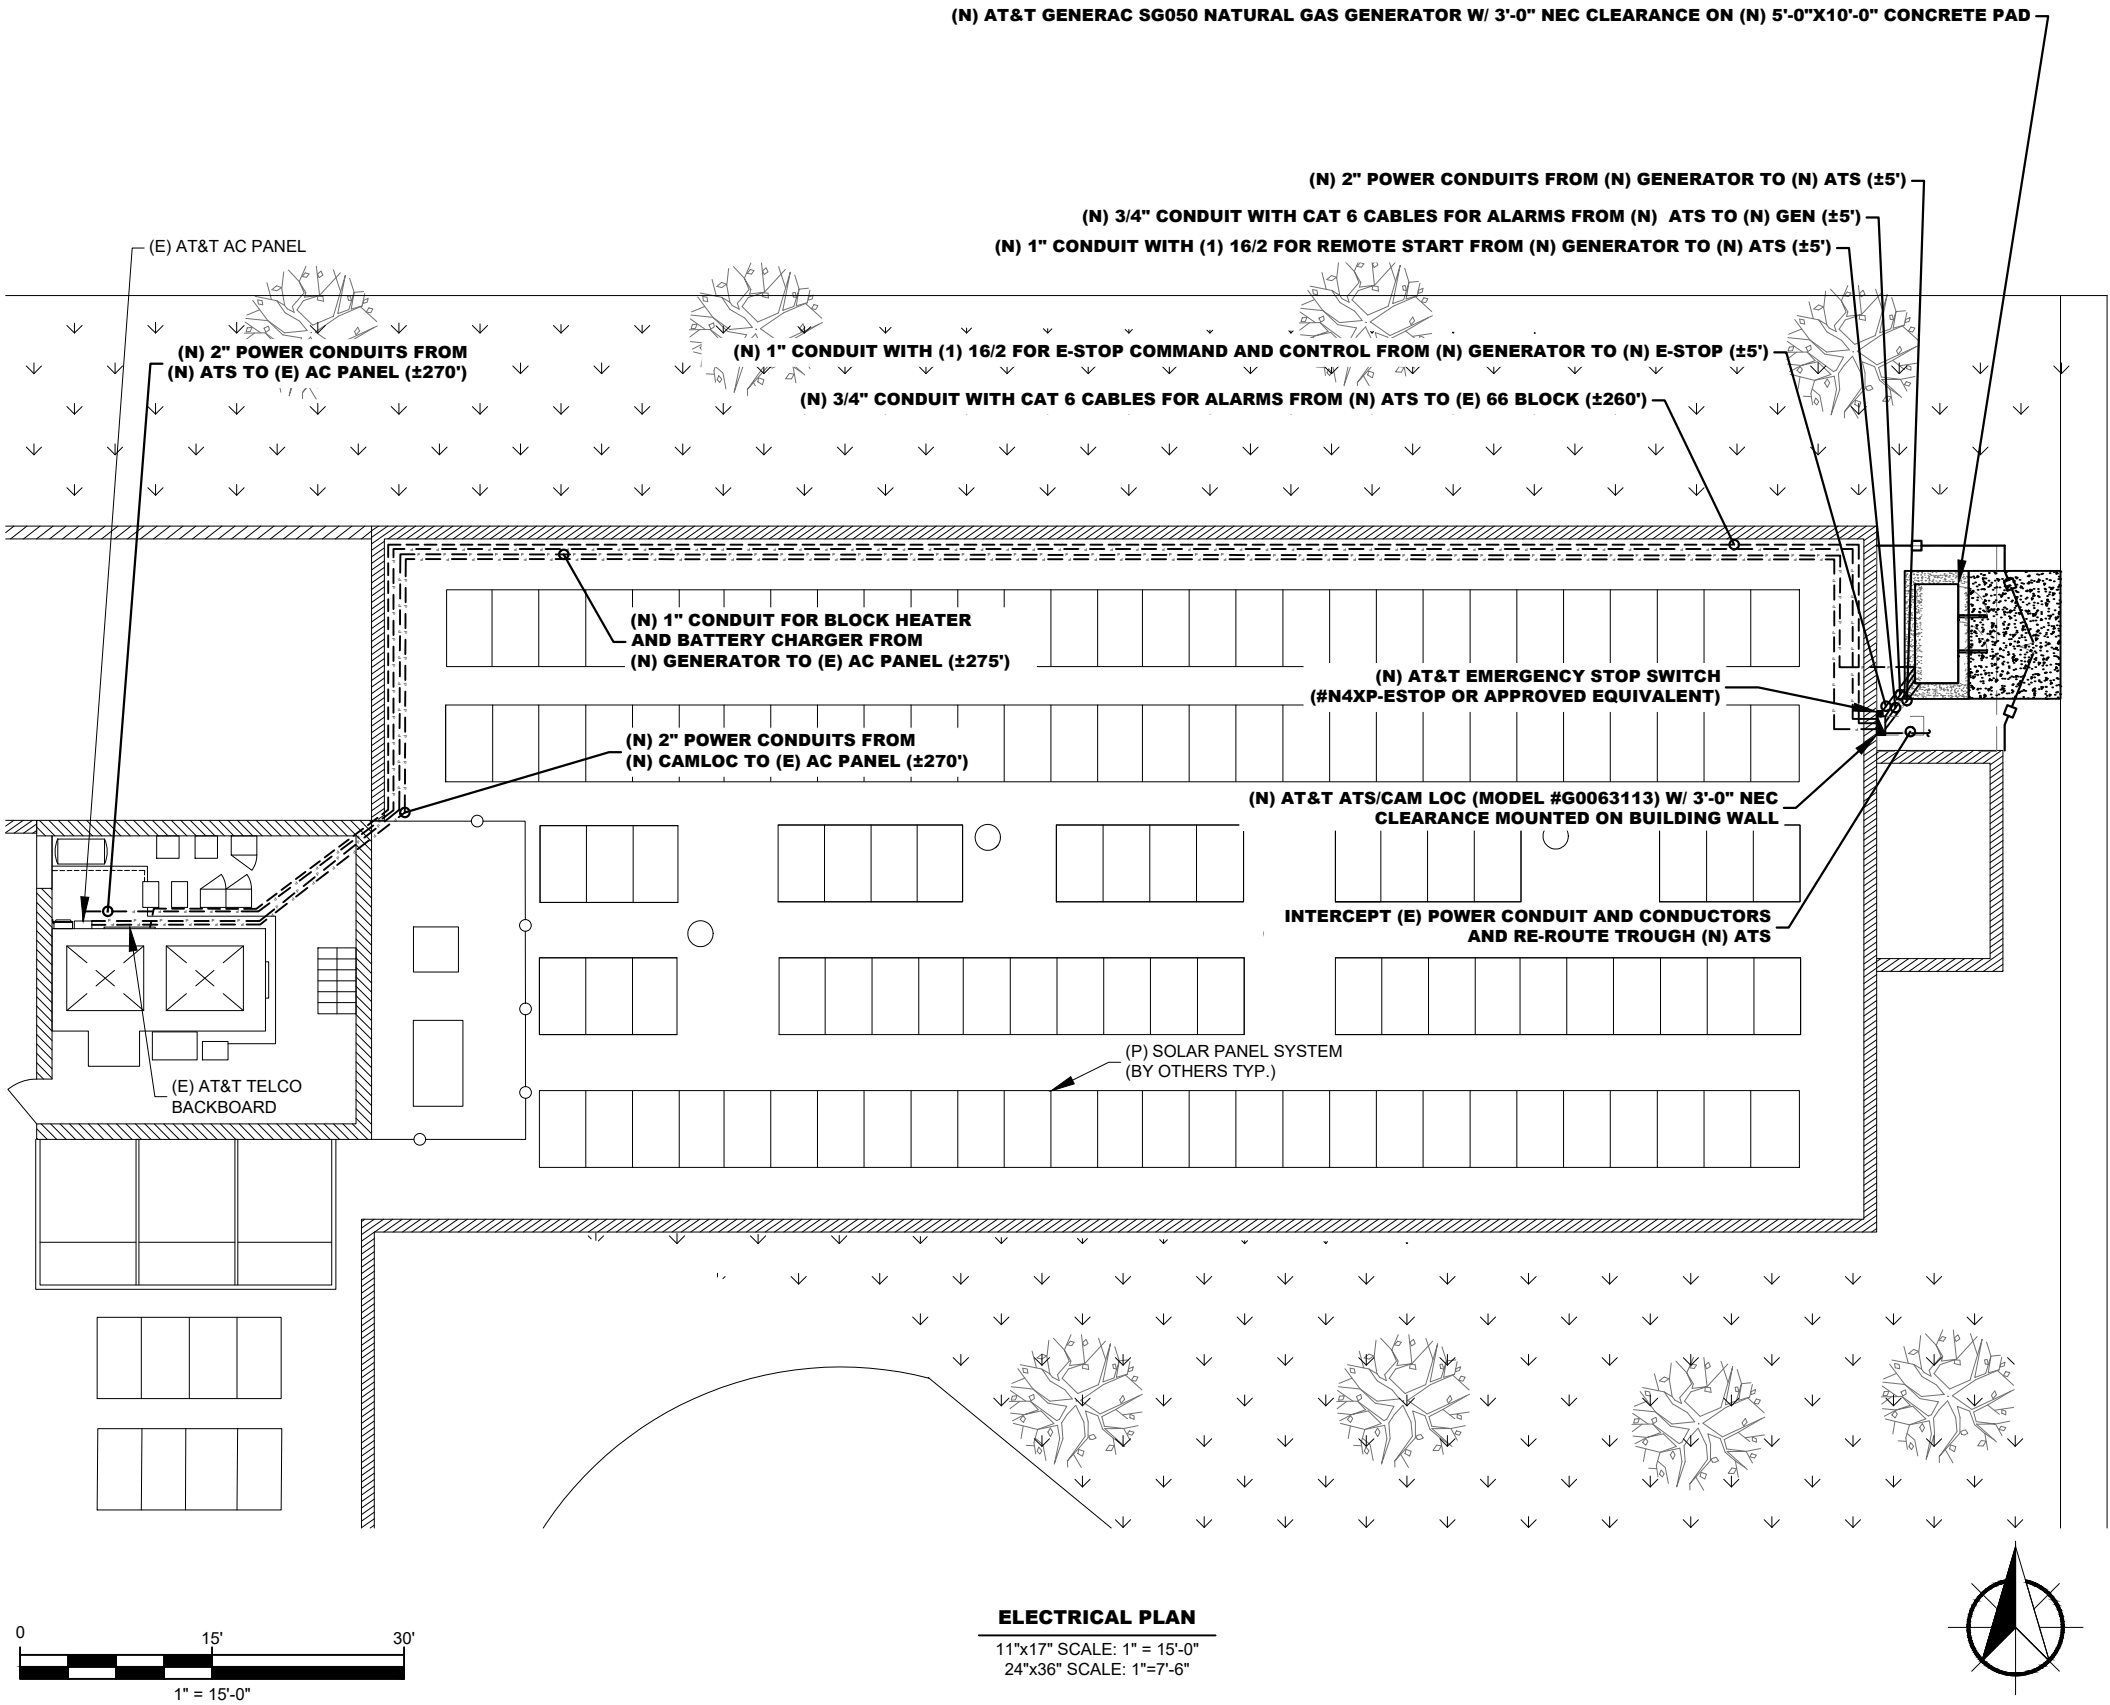 (N) AT&T GENERAC SG050 NATURAL GAS GENERATOR W/ 3'-0" NEC CLEARANCE ON (N) 5'-0"X10'-0" CONCRETE PAD
(N) 2" POWER CONDUITS FROM (N) GENERATOR TO (N) ATS (±5')
(N) 3/4" CONDUIT WITH CAT 6 CABLES FOR ALARMS FROM (N) ATS TO (N) GEN (±5')
(N) 1" CONDUIT WITH (1) 16/2 FOR REMOTE START FROM (N) GENERATOR TO (N) ATS (±5')
(E) AT&T AC PANEL
(N) 2" POWER CONDUITS FROM
(N) ATS TO (E) AC PANEL (±270')
(N) 1" CONDUIT WITH (1) 16/2 FOR E-STOP COMMAND AND CONTROL FROM (N) GENERATOR TO (N) E-STOP (±5')
(N) 3/4" CONDUIT WITH CAT 6 CABLES FOR ALARMS FROM (N) ATS TO (E) 66 BLOCK (±260')
(N) 1" CONDUIT FOR BLOCK HEATER
AND BATTERY CHARGER FROM
(N) GENERATOR TO (E) AC PANEL (±275')
(N) AT&T EMERGENCY STOP SWITCH
(#N4XP-ESTOP OR APPROVED EQUIVALENT)
(N) 2" POWER CONDUITS FROM
(N) CAMLOC TO (E) AC PANEL (±270')
(N) AT&T ATS/CAM LOC (MODEL #G0063113) W/ 3'-0" NEC
CLEARANCE MOUNTED ON BUILDING WALL
INTERCEPT (E) POWER CONDUIT AND CONDUCTORS
AND RE-ROUTE TROUGH (N) ATS
(P) SOLAR PANEL SYSTEM
(BY OTHERS TYP.)
(E) AT&T TELCO
BACKBOARD
ELECTRICAL PLAN
11"x17" SCALE: 1" = 15'-0"
24"x36" SCALE: 1"=7'-6"
0 15' 30'
1" = 15'-0"